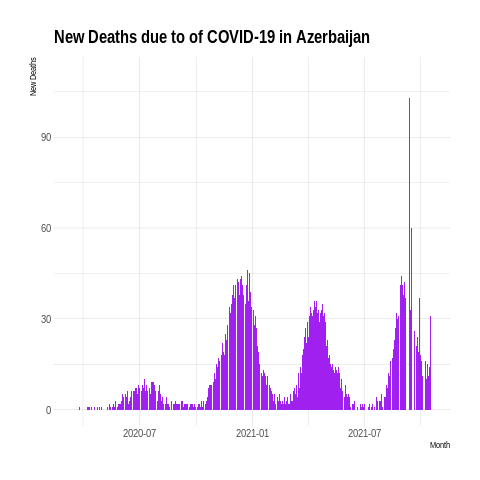 New Deaths due to of COVID-19 in Azerbaijan
New Deaths
90
60
30
0
2020-07 2021-01 2021-07
Month